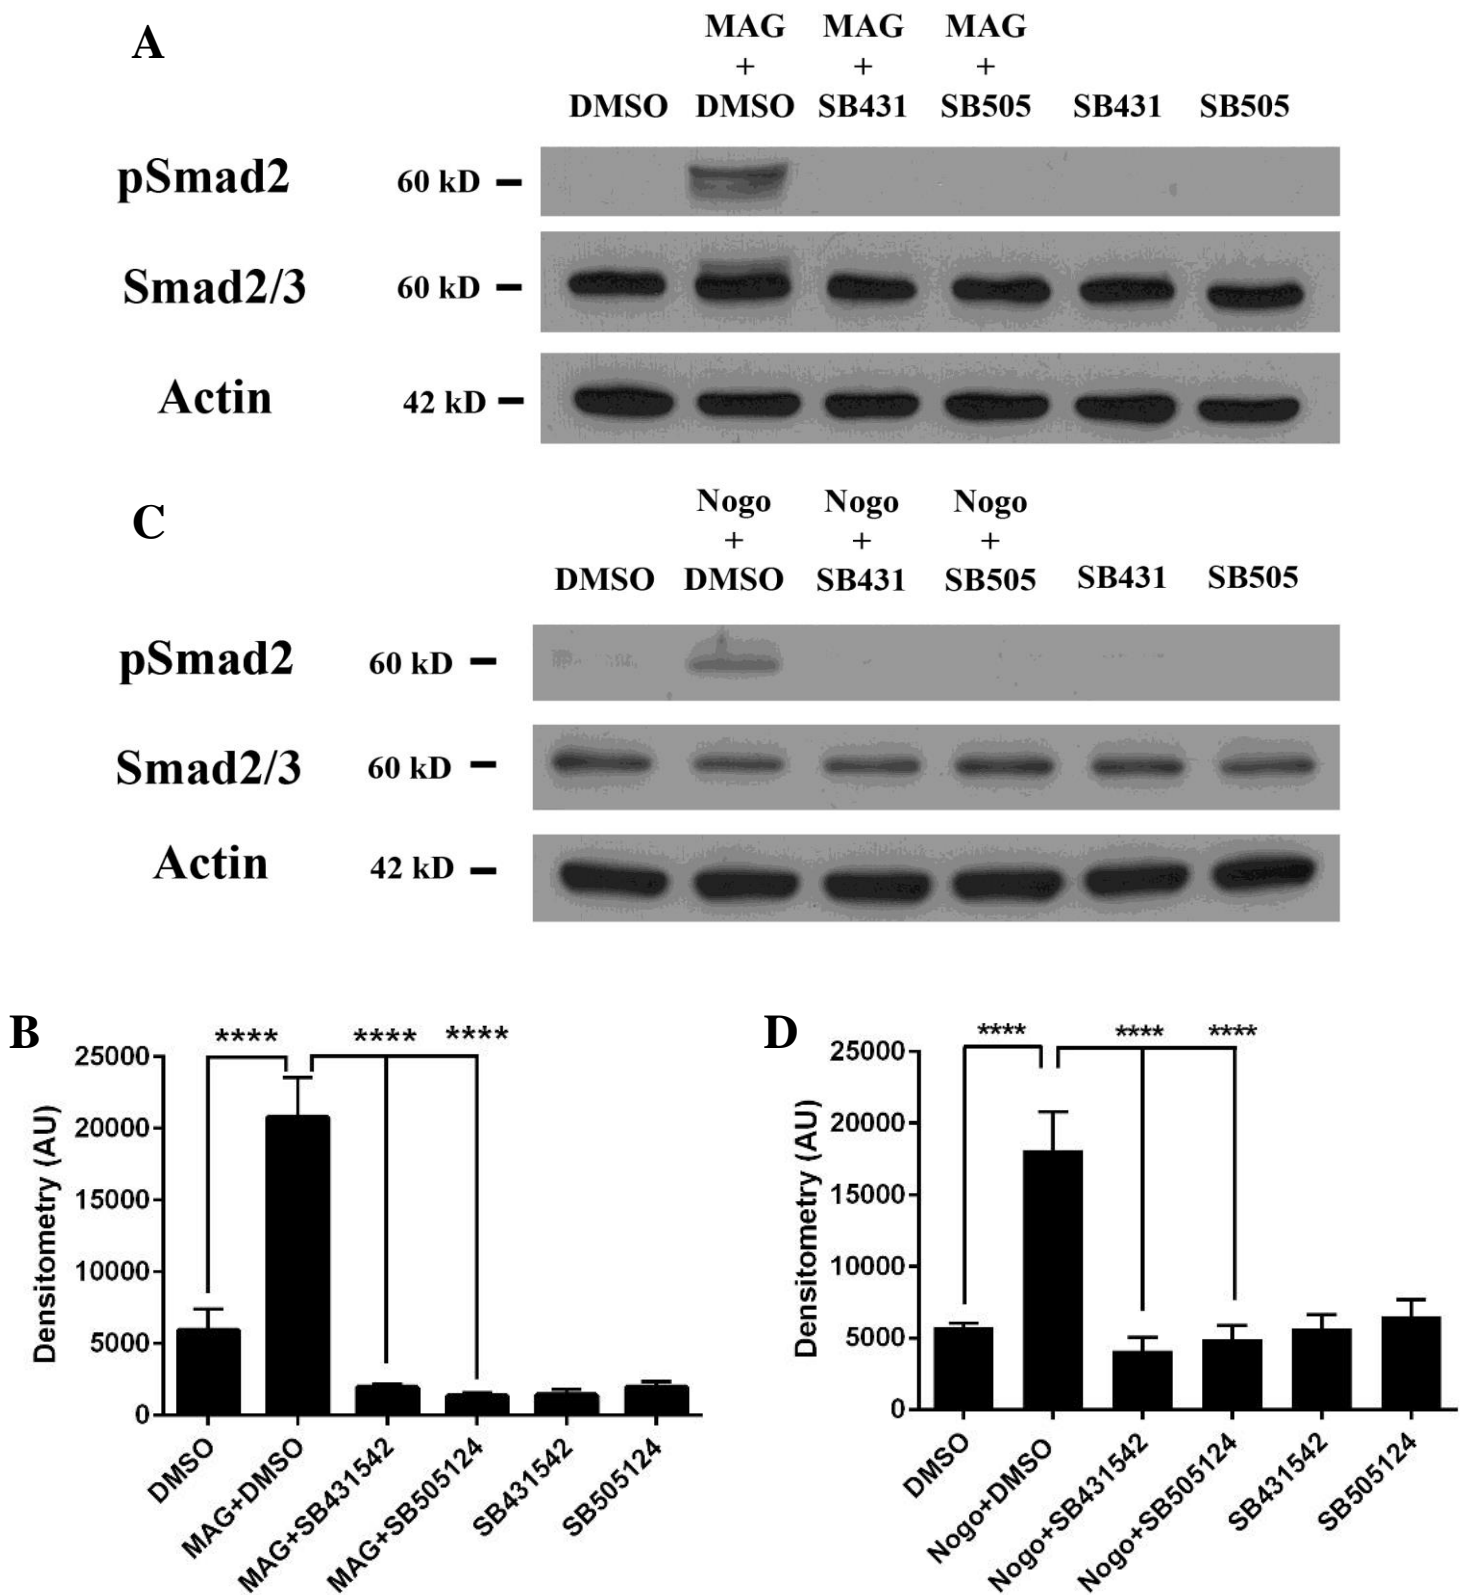 A
MAG MAG MAG
+ + +
DMSO DMSO SB431 SB505 SB431 SB505
pSmad2 60 kD –
Smad2/3 60 kD –
Actin 42 kD –
C
Nogo Nogo Nogo
+ + +
DMSO DMSO SB431 SB505 SB431 SB505
pSmad2 60 kD –
Smad2/3 60 kD –
Actin 42 kD –
B
**** **** ****
Densitometry (AU)
25000
20000
15000
10000
5000
0
DMSO
MAG+DMSO
MAG+SB431542
MAG+SB505124
SB431542
SB505124
D
**** **** ****
Densitometry (AU)
25000
20000
15000
10000
5000
0
DMSO
Nogo+DMSO
Nogo+SB431542
Nogo+SB505124
SB431542
SB505124